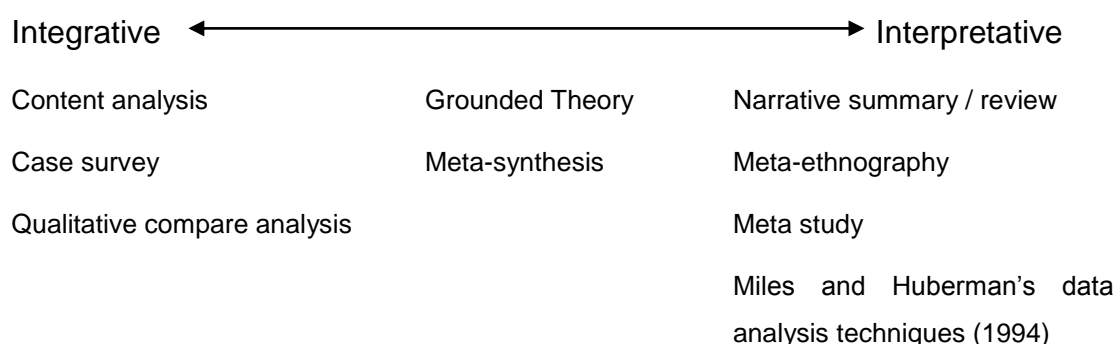 Integrative Interpretative
Content analysis Grounded Theory Narrative summary / review
Case survey Meta-synthesis Meta-ethnography
Qualitative compare analysis Meta study
Miles and Huberman's data
analysis techniques (1994)